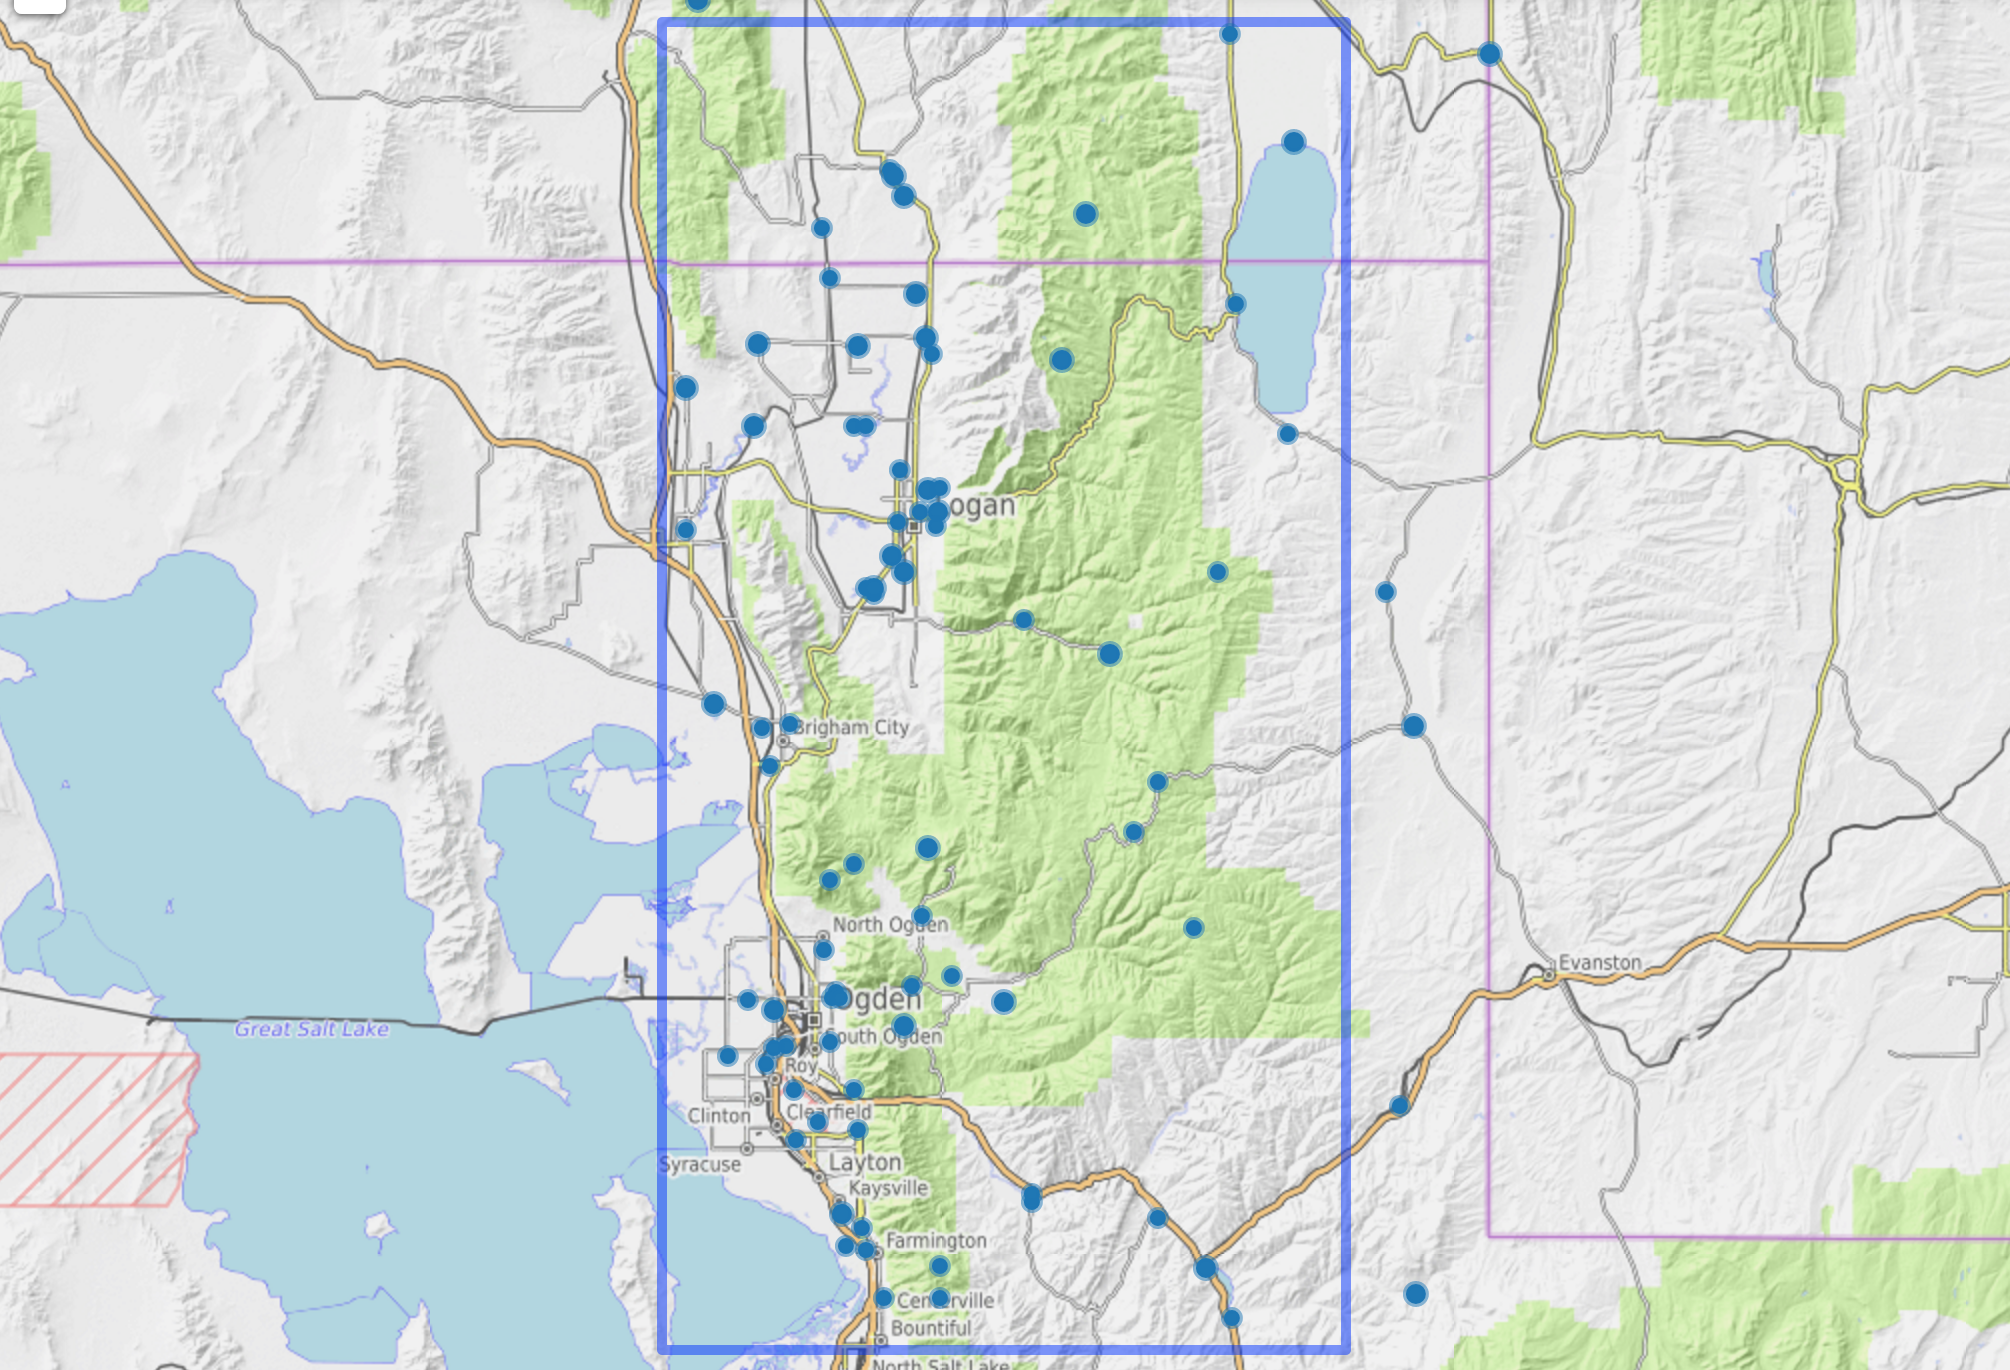 ogan
Brigham City
North Ogden
Evanston
Ogden
Great Salt Lake
South Ogden
Roy
Clinton
Clearfield
Syracuse
Layton
Kaysville
Farmington
Centerville
Bountiful
North Salt Lake